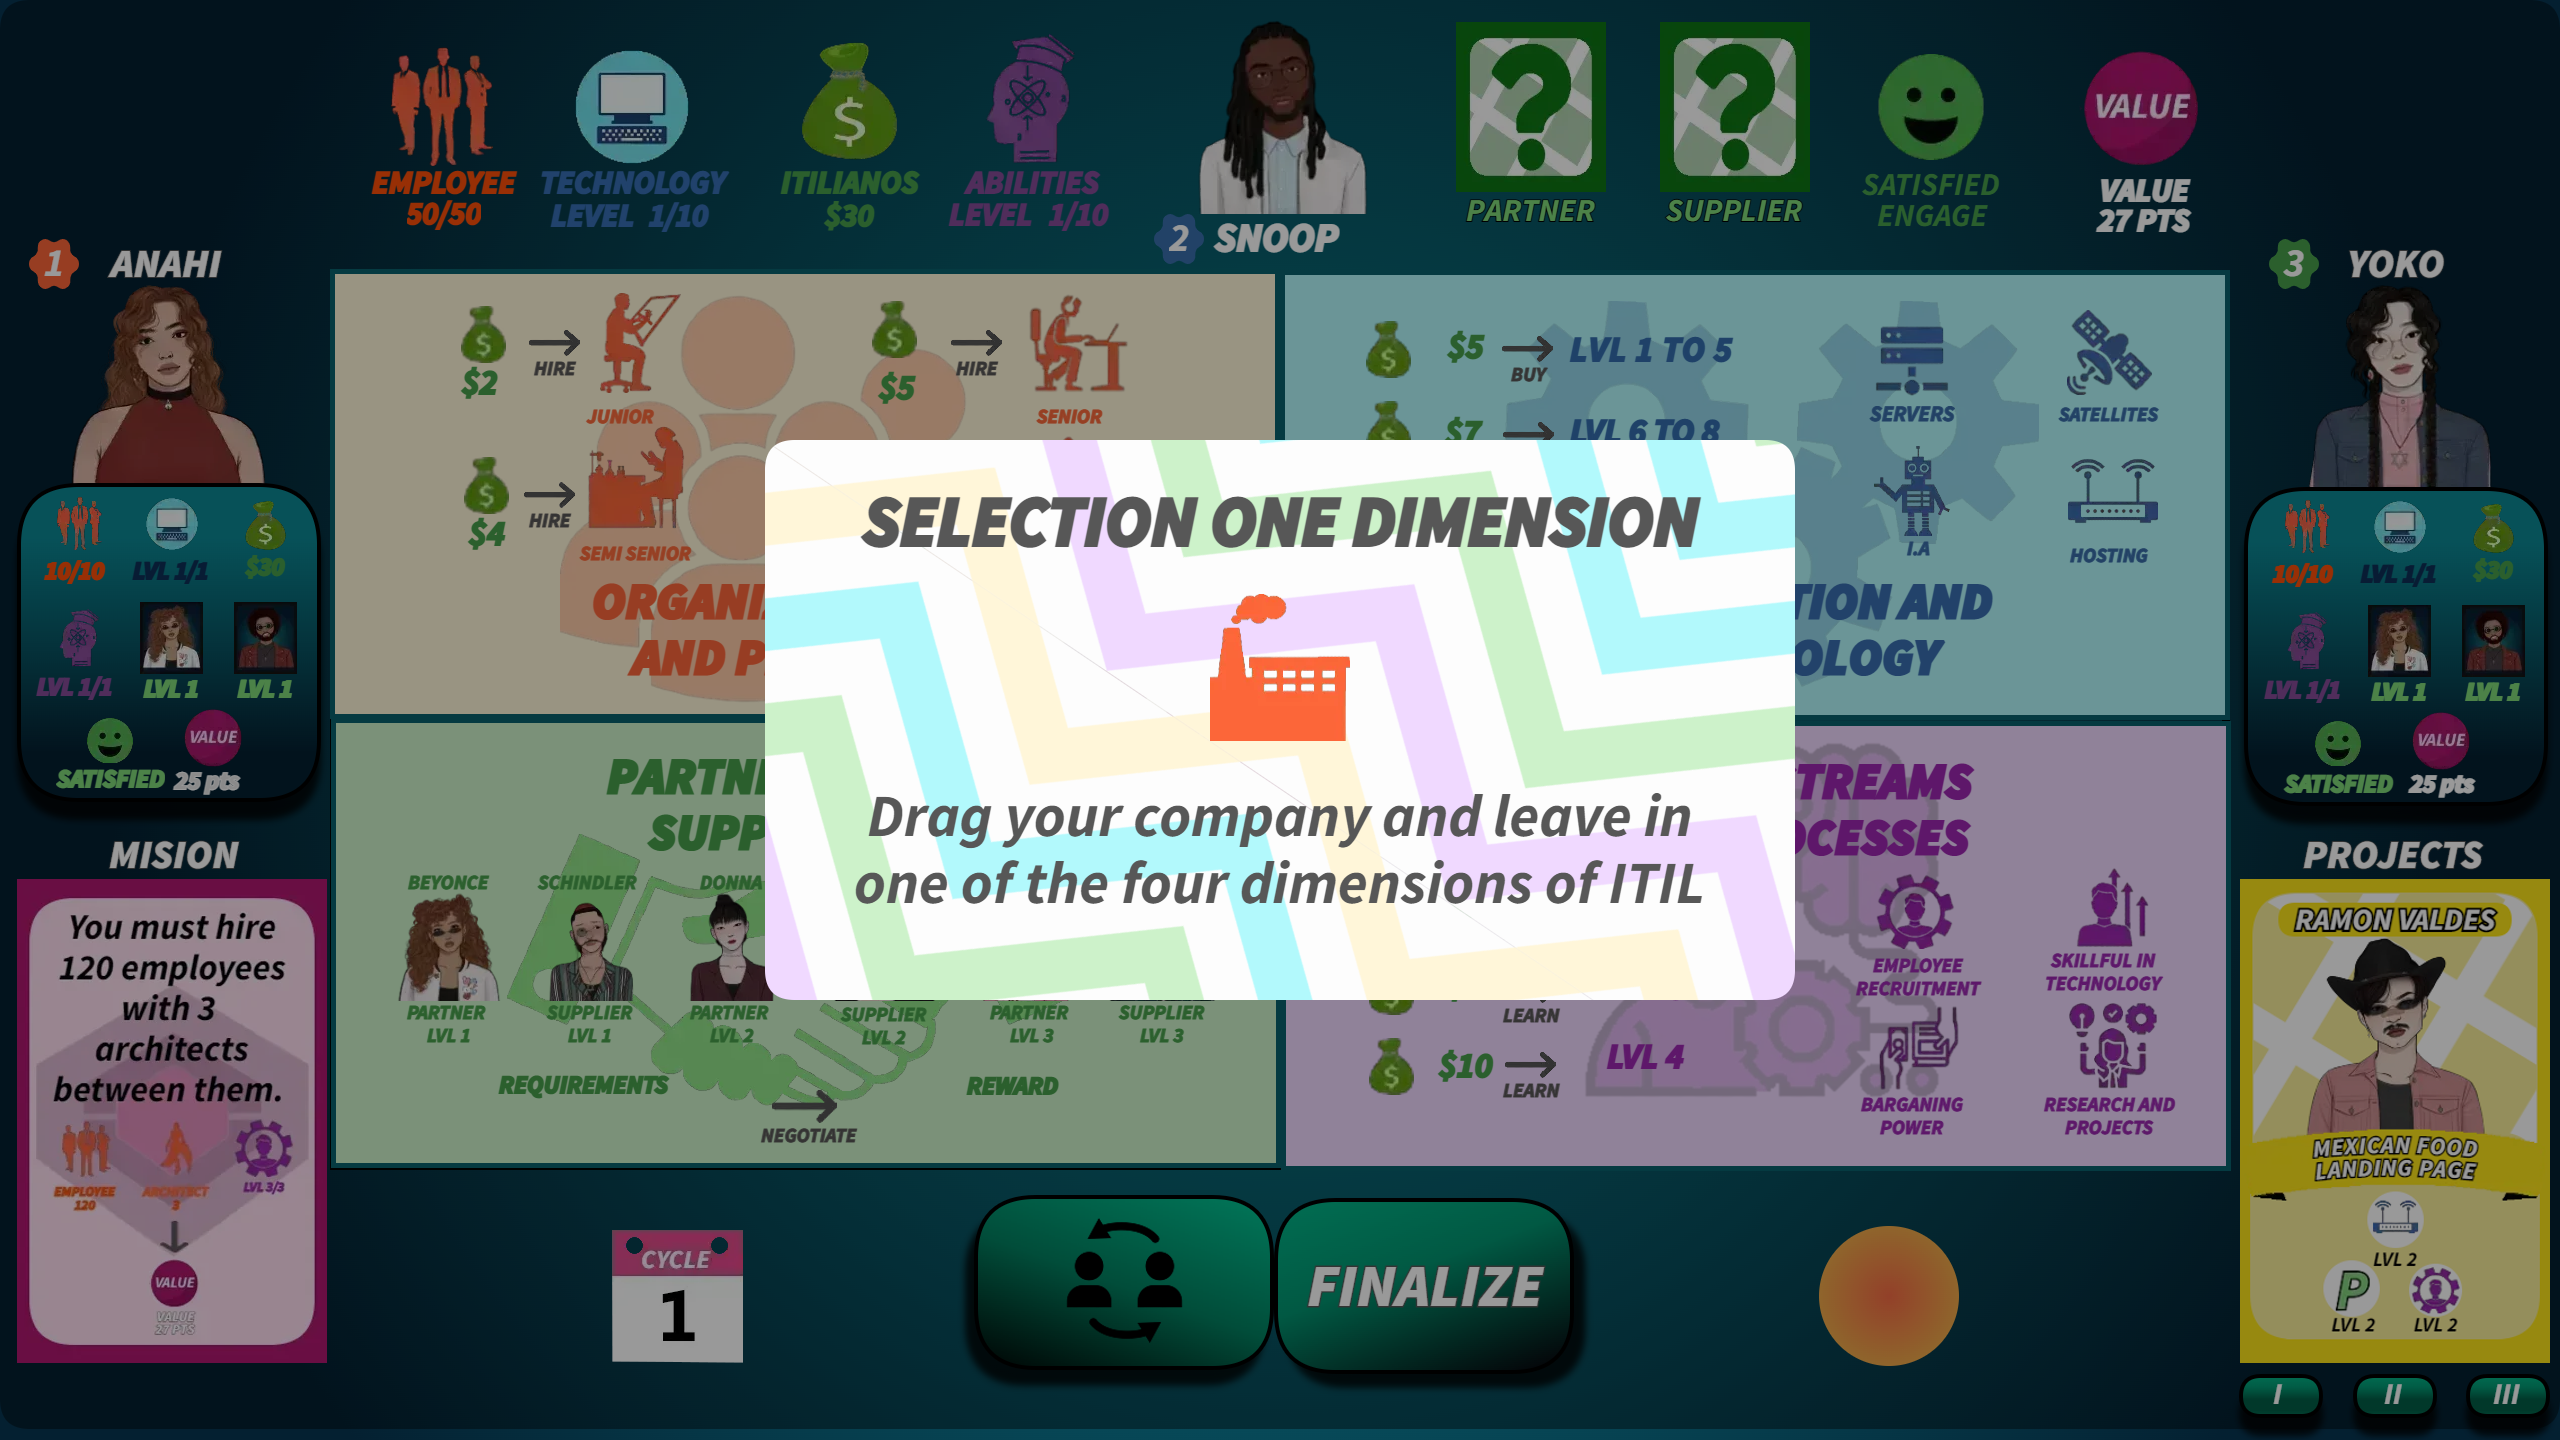 EMPLOYEE
50/50
TECHNOLOGY
LEVEL 1/10
ITILIANOS
$30
ABILITIES
LEVEL 1/10
2 SNOOP
PARTNER
SUPPLIER
SATISFIED
ENGAGE
VALUE
VALUE
27 PTS
1 ANAHI
10/10
LVL 1/1
$30
LVL 1/1
LVL 1
LVL 1
VALUE
SATISFIED
25 pts
3 YOKO
10/10
LVL 1/1
$30
LVL 1/1
LVL 1
LVL 1
VALUE
SATISFIED
25 pts
$2
HIRE
JUNIOR
$5
HIRE
SENIOR
$4
HIRE
SEMI SENIOR
ORGANI
AND P
$5
BUY
LVL 1 TO 5
$7
LVL 6 TO 8
SERVERS
SATELLITES
I.A
HOSTING
TION AND
OLOGY
SELECTION ONE DIMENSION
Drag your company and leave in
one of the four dimensions of ITIL
PARTN
SUPP
BEYONCE
SCHINDLER
DONNA
PARTNER
LVL 1
SUPPLIER
LVL 1
PARTNER
LVL 2
SUPPLIER
LVL 2
PARTNER
LVL 3
SUPPLIER
LVL 3
REQUIREMENTS
NEGOTIATE
REWARD
TREAMS
OCESSES
LEARN
$10
LEARN
LVL 4
EMPLOYEE
RECRUITMENT
SKILLFUL IN
TECHNOLOGY
BARGANING
POWER
RESEARCH AND
PROJECTS
MISION
You must hire
120 employees
with 3
architects
between them.
EMPLOYEE
120
ARCHITECT
3
LVL 3/3
VALUE
VALUE
27 PTS
PROJECTS
RAMON VALDES
MEXICAN FOOD
LANDING PAGE
LVL 2
P
LVL 2
LVL 2
CYCLE
1
FINALIZE
I
II
III